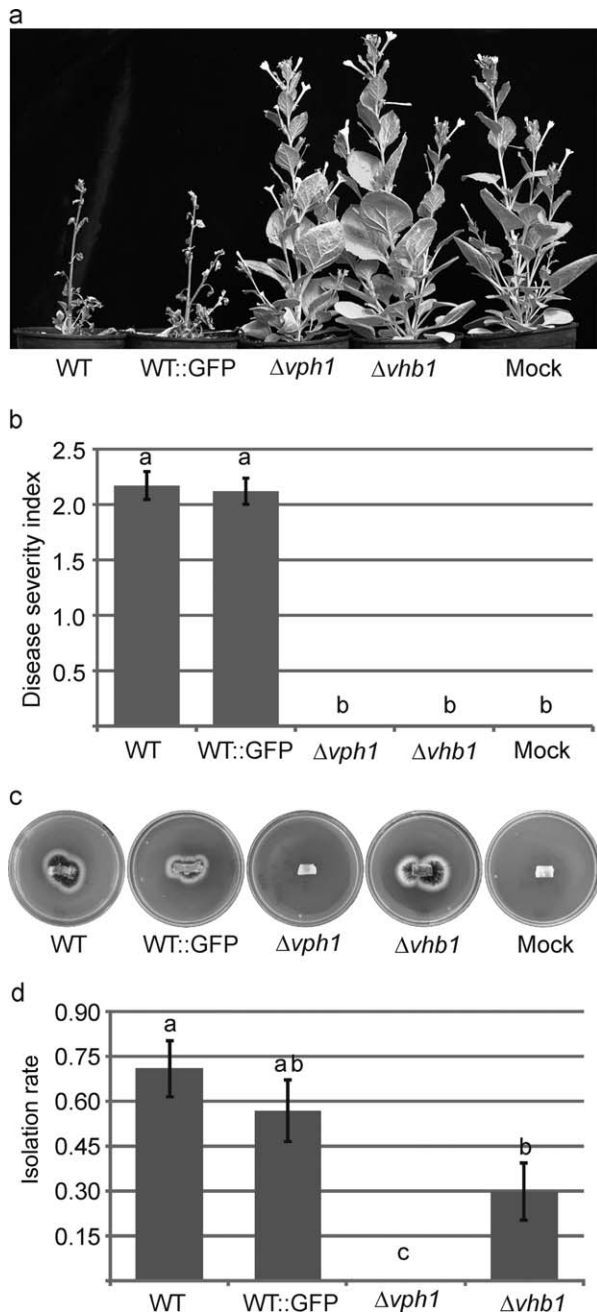 a
WT WT::GFP Δvph1 Δvhb1 Mock
b
Disease severity index
2.5
2.0
1.5
1.0
0.5
a a b b b
WT WT::GFP Δvph1 Δvhb1 Mock
c
WT WT::GFP Δvph1 Δvhb1 Mock
d
Isolation rate
0.90
0.75
0.60
0.45
0.30
0.15
a ab c b
WT WT::GFP Δvph1 Δvhb1